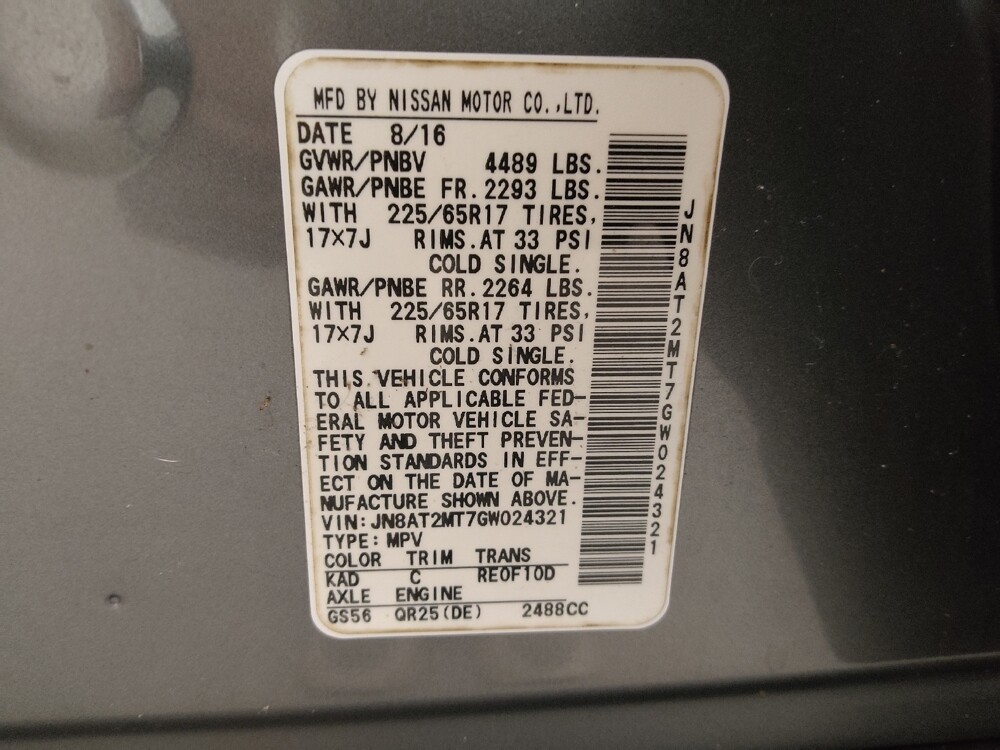 MFD BY NISSAN MOTOR CO.,LTD.
DATE 8/16
GVWR/PNBV 4489 LBS.
GAWR/PNBE FR. 2293 LBS.
WITH 225/65R17 TIRES,
17×7J RIMS. AT 33 PSI
COLD SINGLE.
GAWR/PNBE RR. 2264 LBS.
WITH 225/65R17 TIRES,
17×7J RIMS. AT 33 PSI
COLD SINGLE.
THIS VEHICLE CONFORMS
TO ALL APPLICABLE FED-
ERAL MOTOR VEHICLE SA-
FETY AND THEFT PREVEN-
TION STANDARDS IN EFF-
ECT ON THE DATE OF MA-
NUFACTURE SHOWN ABOVE.
VIN: JN8AT2MT7GW024321
TYPE: MPV
COLOR TRIM TRANS
KAD C RE0F10D
AXLE ENGINE
GS56 QR25(DE) 2488CC
JN8AT2MT7GW024321